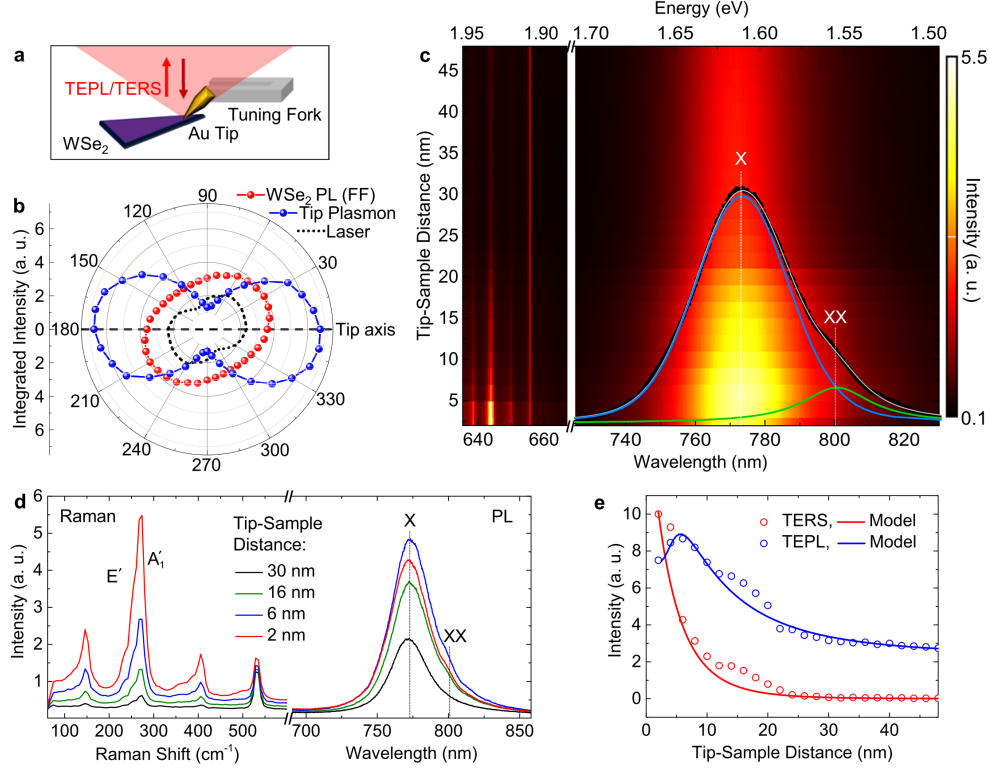 a
TEPL/TERS
Tuning Fork
Au Tip
WSe2
b
WSe2 PL (FF)
Tip Plasmon
Laser
Integrated Intensity (a. u.)
6
4
2
0
2
4
6
90
120
150
180
210
240
270
300
330
30
Tip axis
c
Energy (eV)
1.95 1.90 1.70 1.65 1.60 1.55 1.50
Tip-Sample Distance (nm)
45
40
35
30
25
20
15
10
5
X
XX
640 660 740 760 780 800 820
Wavelength (nm)
5.5
Intensity (a. u.)
0.1
d
Raman
PL
Tip-Sample
Distance:
30 nm
16 nm
6 nm
2 nm
E′
A′1
X
XX
Intensity (a. u.)
6
5
4
3
2
1
100 200 300 400 500 700 750 800 850
Raman Shift (cm-1)
Wavelength (nm)
e
TERS, Model
TEPL, Model
Intensity (a. u.)
10
8
6
4
2
0
0 10 20 30 40
Tip-Sample Distance (nm)